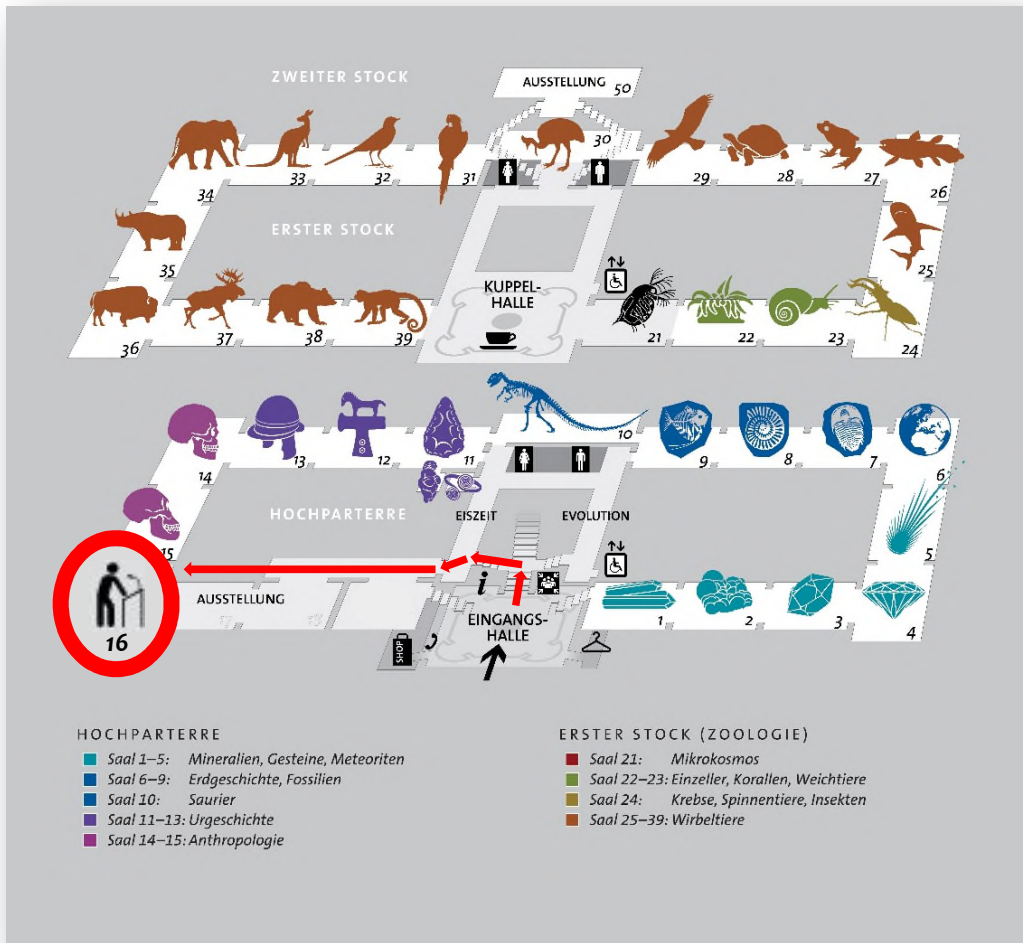 ZWEITER STOCK
AUSSTELLUNG 50
30
31
32
33
34
29
28
27
26
ERSTER STOCK
35
25
KUPPEL-
HALLE
36
37
38
39
21
22
23
24
10
14
13
12
11
9
8
7
6
HOCHPARTERRE
EISZEIT
EVOLUTION
15
5
16
AUSSTELLUNG
i
EINGANGS-
HALLE
SHOP
1
2
3
4
HOCHPARTERRE
Saal 1–5: Mineralien, Gesteine, Meteoriten
Saal 6–9: Erdgeschichte, Fossilien
Saal 10: Saurier
Saal 11–13: Urgeschichte
Saal 14–15: Anthropologie
ERSTER STOCK (ZOOLOGIE)
Saal 21: Mikrokosmos
Saal 22–23: Einzeller, Korallen, Weichtiere
Saal 24: Krebse, Spinnentiere, Insekten
Saal 25–39: Wirbeltiere